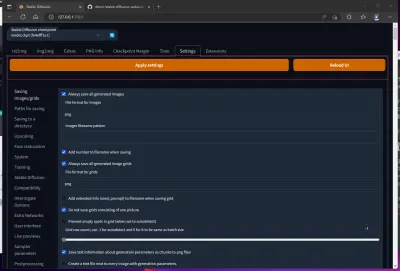 Stable Diffusion
127.0.0.1
Stable Diffusion checkpoint
txt2img img2img Extras PNG Info Checkpoint Merger Train Settings Extensions
Apply settings Reload UI
Saving images/grids
Paths for saving
Saving to a directory
Upscaling
Face restoration
System
Training
Stable Diffusion
Compatibility
Interrogate Options
Extra Networks
User interface
Live previews
Sampler parameters
Postprocessing
Always save all generated images
File format for images
png
Images filename pattern
Add number to filename when saving
Always save all generated image grids
File format for grids
png
Add extended info (seed, prompt) to filename when saving grid
Do not save grids consisting of one picture
Prevent empty spots in grid (when set to autodetect)
Grid row count; use -1 for autodetect and 0 for it to be same as batch size
-1
Save text information about generation parameters as chunks to png files
Create a text file next to every image with generation parameters.